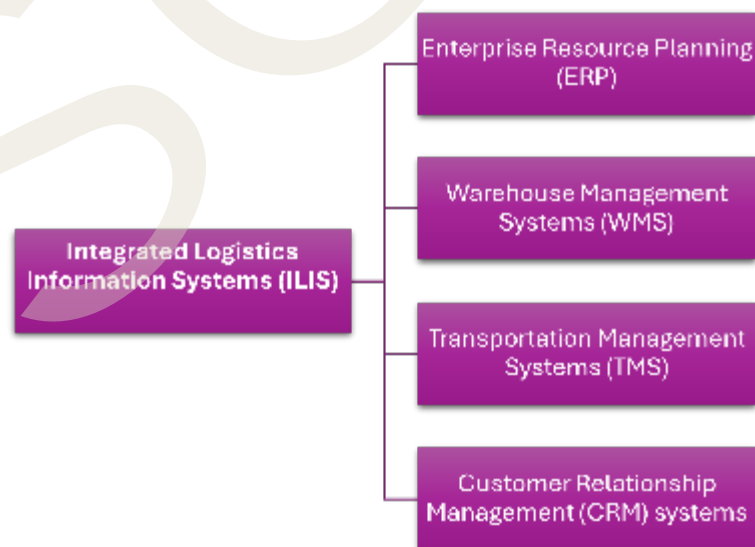 Enterprise Resource Planning
(ERP)
Warehouse Management
Systems (WMS)
Integrated Logistics
Information Systems (ILIS)
Transportation Management
Systems (TMS)
Customer Relationship
Management (CRM) systems